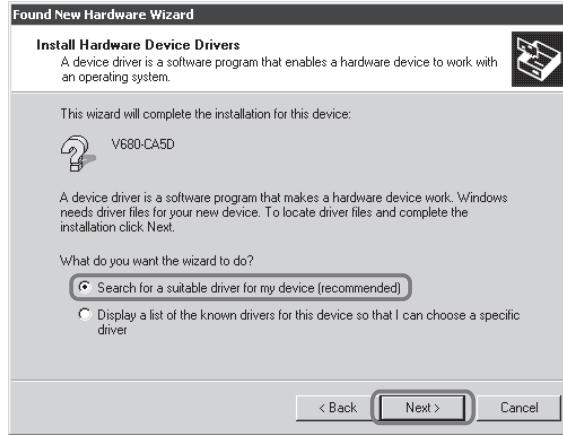 Found New Hardware Wizard
Install Hardware Device Drivers
A device driver is a software program that enables a hardware device to work with
an operating system.
This wizard will complete the installation for this device:
V680-CA5D
A device driver is a software program that makes a hardware device work. Windows
needs driver files for your new device. To locate driver files and complete the
installation click Next.
What do you want the wizard to do?
Search for a suitable driver for my device (recommended)
Display a list of the known drivers for this device so that I can choose a specific
driver
< Back Next > Cancel